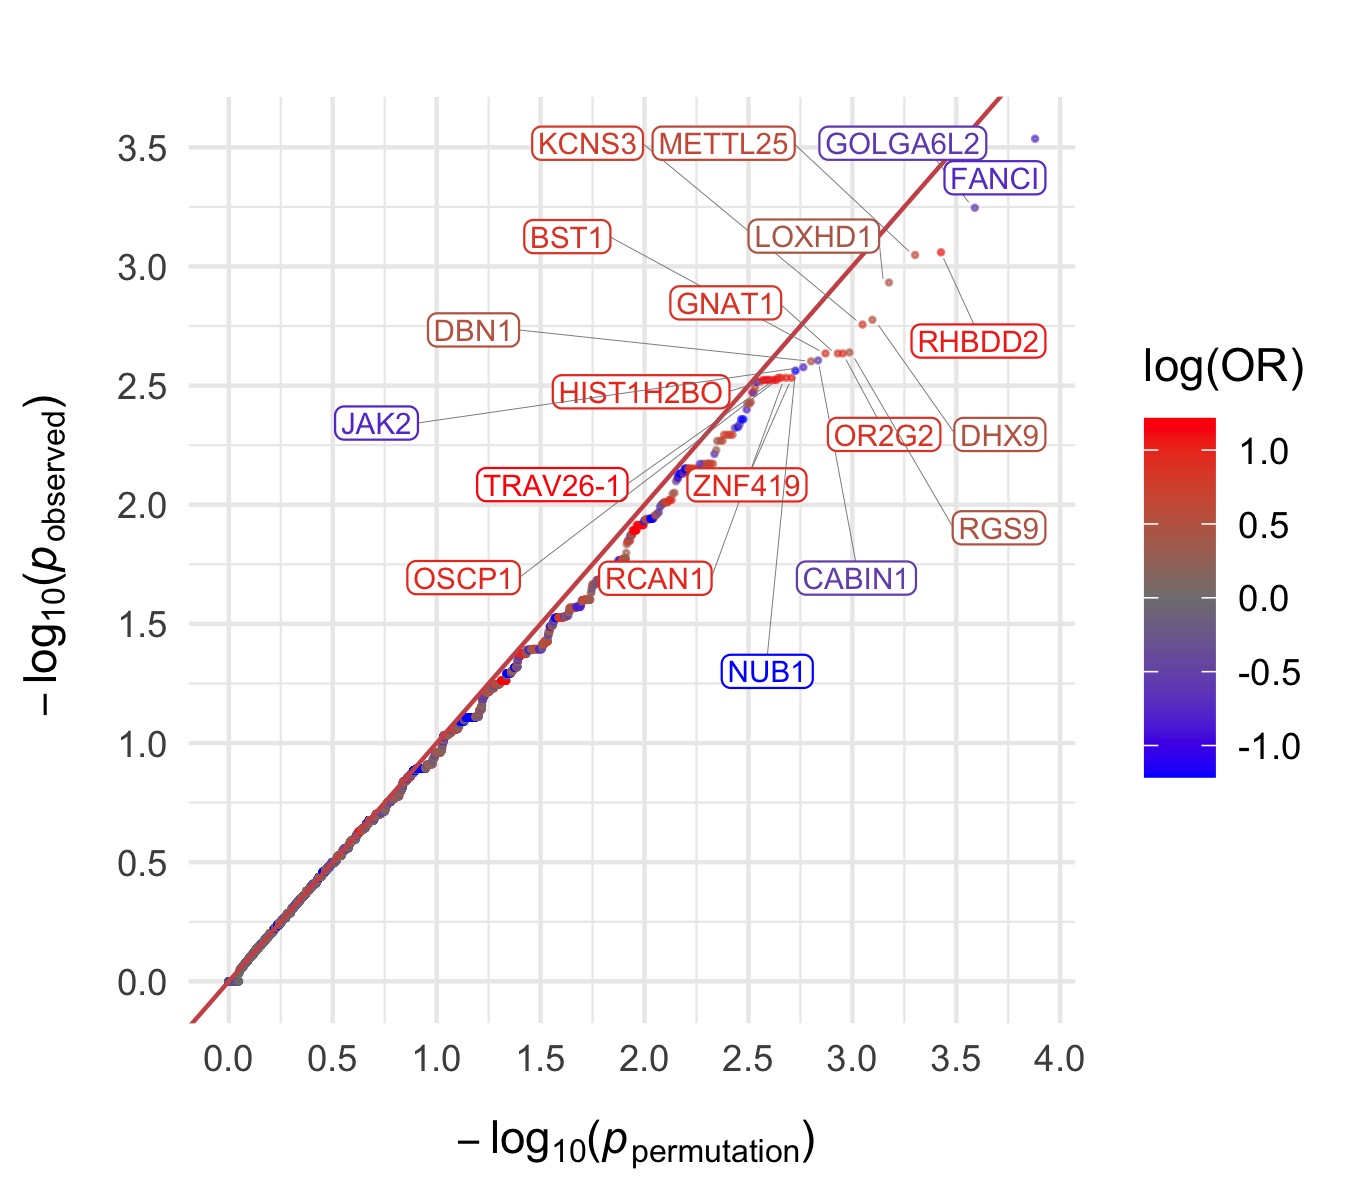 KCNS3 METTL25 GOLGA6L2
FANCI
BST1 LOXHD1
GNAT1
DBN1 RHBDD2
HIST1H2BO
JAK2 OR2G2 DHX9
TRAV26-1 ZNF419
RGS9
OSCP1 RCAN1 CABIN1
NUB1
3.5
3.0
2.5
2.0
1.5
1.0
0.5
0.0
− log10(pobserved)
0.0 0.5 1.0 1.5 2.0 2.5 3.0 3.5 4.0
− log10(ppermutation)
log(OR)
1.0
0.5
0.0
-0.5
-1.0